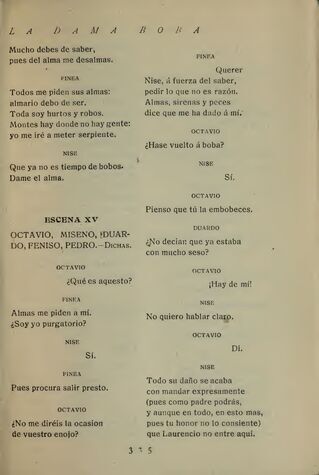 LA DAMA BOBA
Mucho debes de saber,
pues del alma me desalmas.
FINEA
Todos me piden sus almas:
almario debo de ser.
Toda soy hurtos y robos.
Montes hay donde no hay gente:
yo me iré a meter serpiente.
NISE
Que ya no es tiempo de bobos.
Dame el alma.
ESCENA XV
OCTAVIO, MISENO, DUAR-
DO, FENISO, PEDRO.—DICHAS.
OCTAVIO
¿Qué es aquesto?
FINEA
Almas me piden a mí.
¿Soy yo purgatorio?
NISE
Sí.
FINEA
Pues procura salir presto.
OCTAVIO
¿No me diréis la ocasion
de vuestro enojo?
FINEA
Querer
Nise, á fuerza del saber,
pedir lo que no es razón.
Almas, sirenas y peces
dice que me ha dado á mí.
OCTAVIO
¿Hase vuelto á boba?
NISE
Sí.
OCTAVIO
Pienso que tú la embobeces.
DUARDO
¿No decían que ya estaba
con mucho seso?
OCTAVIO
¡Hay de mí!
NISE
No quiero hablar claro.
OCTAVIO
Di.
NISE
Todo su daño se acaba
con mandar expresamente
(pues como padre podrás,
y aunque en todo, en esto mas,
pues tu honor no lo consiente)
que Laurencio no entre aquí.